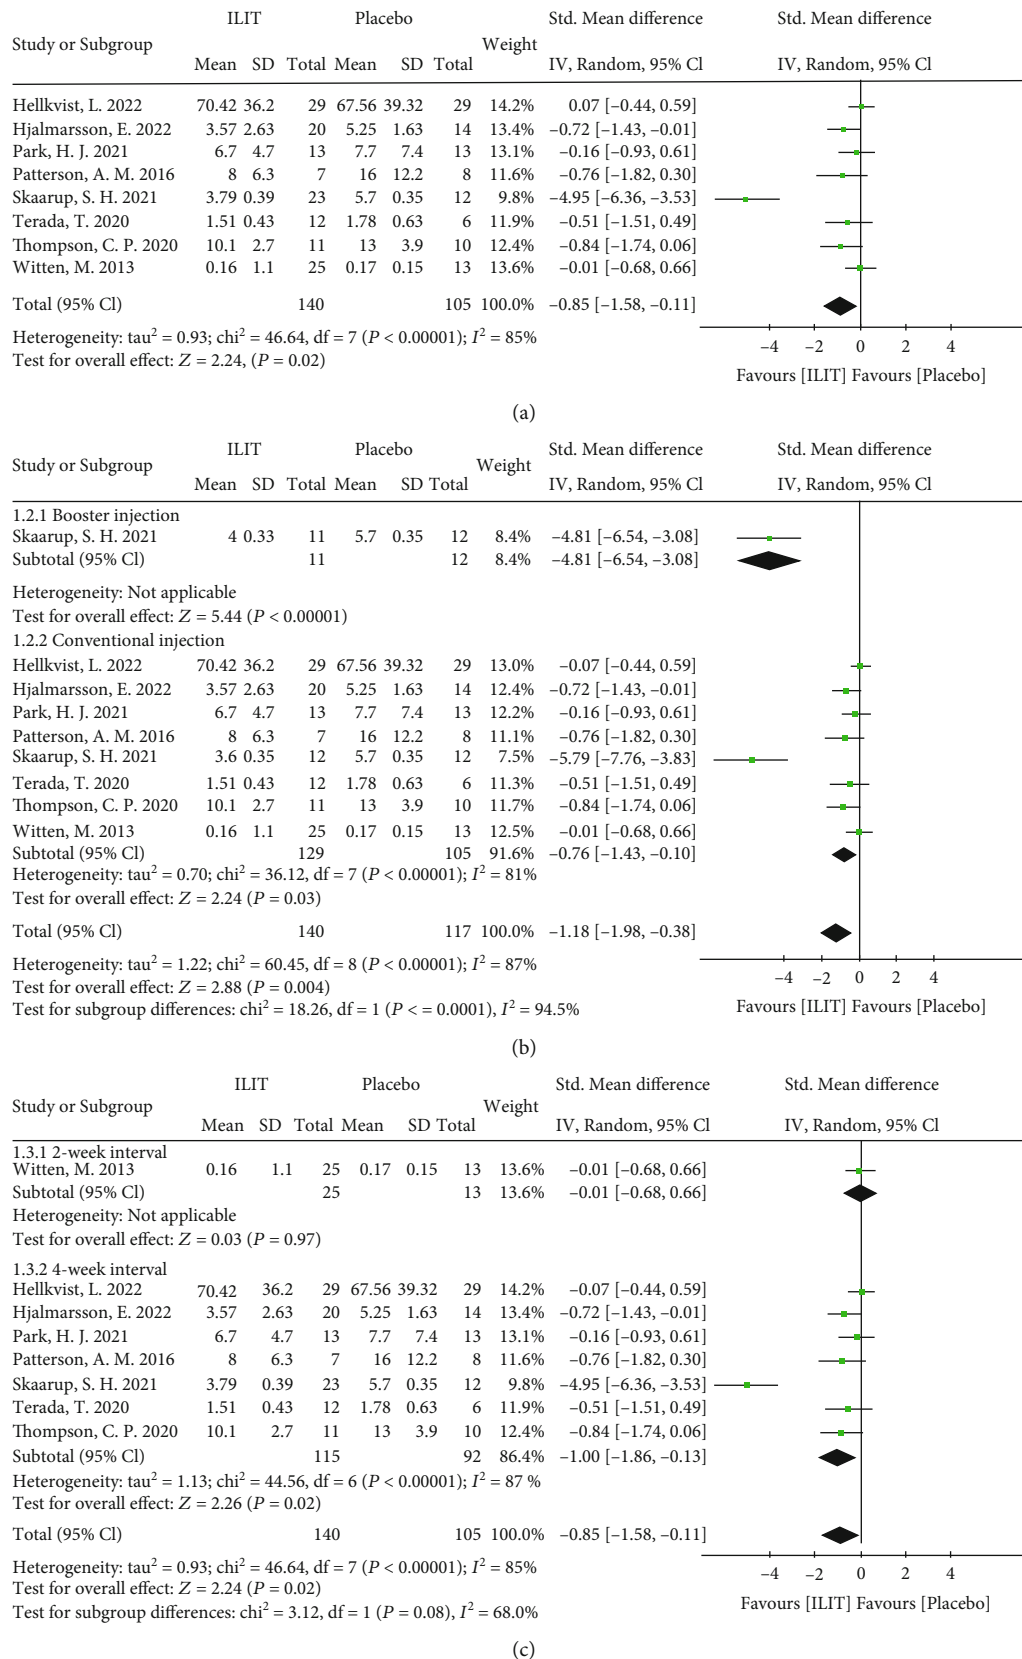 ILIT Placebo Std. Mean difference Std. Mean difference
Study or Subgroup Weight
Mean SD Total Mean SD Total IV, Random, 95% CI IV, Random, 95% CI
Hellkvist, L. 2022 70.42 36.2 29 67.56 39.32 29 14.2% 0.07 [−0.44, 0.59]
Hjalmarsson, E. 2022 3.57 2.63 20 5.25 1.63 14 13.4% −0.72 [−1.43, −0.01]
Park, H. J. 2021 6.7 4.7 13 7.7 7.4 13 13.1% −0.16 [−0.93, 0.61]
Patterson, A. M. 2016 8 6.3 7 16 12.2 8 11.6% −0.76 [−1.82, 0.30]
Skaarup, S. H. 2021 3.79 0.39 23 5.7 0.35 12 9.8% −4.95 [−6.36, −3.53]
Terada, T. 2020 1.51 0.43 12 1.78 0.63 6 11.9% −0.51 [−1.51, 0.49]
Thompson, C. P. 2020 10.1 2.7 11 13 3.9 10 12.4% −0.84 [−1.74, 0.06]
Witten, M. 2013 0.16 1.1 25 0.17 0.15 13 13.6% −0.01 [−0.68, 0.66]
Total (95% CI) 140 105 100.0% −0.85 [−1.58, −0.11]
Heterogeneity: tau² = 0.93; chi² = 46.64, df = 7 (P < 0.00001); I² = 85%
−4 −2 0 2 4
Test for overall effect: Z = 2.24, (P = 0.02)
Favours [ILIT] Favours [Placebo]
(a)
ILIT Placebo Std. Mean difference Std. Mean difference
Study or Subgroup Weight
Mean SD Total Mean SD Total IV, Random, 95% CI IV, Random, 95% CI
1.2.1 Booster injection
Skaarup, S. H. 2021 4 0.33 11 5.7 0.35 12 8.4% −4.81 [−6.54, −3.08]
Subtotal (95% CI) 11 12 8.4% −4.81 [−6.54, −3.08]
Heterogeneity: Not applicable
Test for overall effect: Z = 5.44 (P < 0.00001)
1.2.2 Conventional injection
Hellkvist, L. 2022 70.42 36.2 29 67.56 39.32 29 13.0% −0.07 [−0.44, 0.59]
Hjalmarsson, E. 2022 3.57 2.63 20 5.25 1.63 14 12.4% −0.72 [−1.43, −0.01]
Park, H. J. 2021 6.7 4.7 13 7.7 7.4 13 12.2% −0.16 [−0.93, 0.61]
Patterson, A. M. 2016 8 6.3 7 16 12.2 8 11.1% −0.76 [−1.82, 0.30]
Skaarup, S. H. 2021 3.6 0.35 12 5.7 0.35 12 7.5% −5.79 [−7.76, −3.83]
Terada, T. 2020 1.51 0.43 12 1.78 0.63 6 11.3% −0.51 [−1.51, 0.49]
Thompson, C. P. 2020 10.1 2.7 11 13 3.9 10 11.7% −0.84 [−1.74, 0.06]
Witten, M. 2013 0.16 1.1 25 0.17 0.15 13 12.5% −0.01 [−0.68, 0.66]
Subtotal (95% CI) 129 105 91.6% −0.76 [−1.43, −0.10]
Heterogeneity: tau² = 0.70; chi² = 36.12, df = 7 (P < 0.00001); I² = 81%
Test for overall effect: Z = 2.24 (P = 0.03)
Total (95% CI) 140 117 100.0% −1.18 [−1.98, −0.38]
Heterogeneity: tau² = 1.22; chi² = 60.45, df = 8 (P < 0.00001); I² = 87%
−4 −2 0 2 4
Test for overall effect: Z = 2.88 (P = 0.004)
Test for subgroup differences: chi² = 18.26, df = 1 (P < = 0.0001), I² = 94.5%
Favours [ILIT] Favours [Placebo]
(b)
ILIT Placebo Std. Mean difference Std. Mean difference
Study or Subgroup Weight
Mean SD Total Mean SD Total IV, Random, 95% CI IV, Random, 95% CI
1.3.1 2-week interval
Witten, M. 2013 0.16 1.1 25 0.17 0.15 13 13.6% −0.01 [−0.68, 0.66]
Subtotal (95% CI) 25 13 13.6% −0.01 [−0.68, 0.66]
Heterogeneity: Not applicable
Test for overall effect: Z = 0.03 (P = 0.97)
1.3.2 4-week interval
Hellkvist, L. 2022 70.42 36.2 29 67.56 39.32 29 14.2% −0.07 [−0.44, 0.59]
Hjalmarsson, E. 2022 3.57 2.63 20 5.25 1.63 14 13.4% −0.72 [−1.43, −0.01]
Park, H. J. 2021 6.7 4.7 13 7.7 7.4 13 13.1% −0.16 [−0.93, 0.61]
Patterson, A. M. 2016 8 6.3 7 16 12.2 8 11.6% −0.76 [−1.82, 0.30]
Skaarup, S. H. 2021 3.79 0.39 23 5.7 0.35 12 9.8% −4.95 [−6.36, −3.53]
Terada, T. 2020 1.51 0.43 12 1.78 0.63 6 11.9% −0.51 [−1.51, 0.49]
Thompson, C. P. 2020 10.1 2.7 11 13 3.9 10 12.4% −0.84 [−1.74, 0.06]
Subtotal (95% CI) 115 92 86.4% −1.00 [−1.86, −0.13]
Heterogeneity: tau² = 1.13; chi² = 44.56, df = 6 (P < 0.00001); I² = 87 %
Test for overall effect: Z = 2.26 (P = 0.02)
Total (95% CI) 140 105 100.0% −0.85 [−1.58, −0.11]
Heterogeneity: tau² = 0.93; chi² = 46.64, df = 7 (P < 0.00001); I² = 85%
−4 −2 0 2 4
Test for overall effect: Z = 2.24 (P = 0.02)
Favours [ILIT] Favours [Placebo]
Test for subgroup differences: chi² = 3.12, df = 1 (P = 0.08), I² = 68.0%
(c)